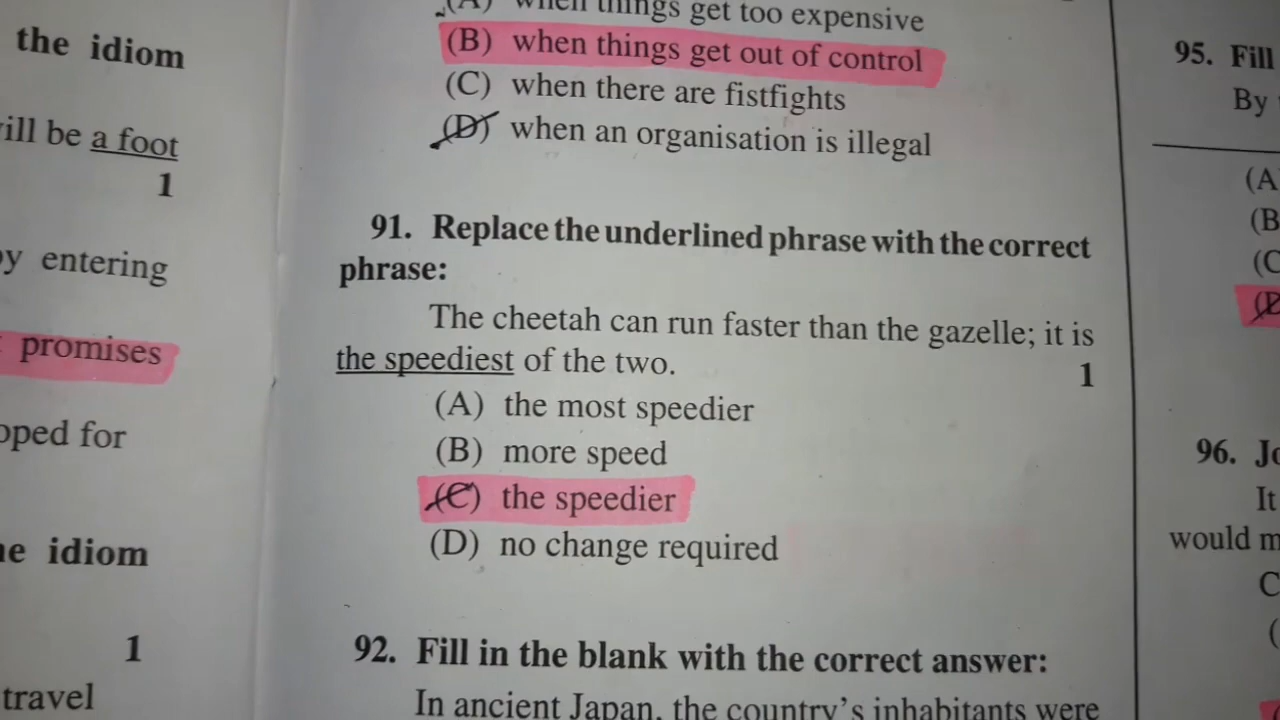 the idiom
will be a foot
1
by entering
promises
oped for
idiom
1
travel
(A) when things get too expensive
(B) when things get out of control
(C) when there are fistfights
(D) when an organisation is illegal
91. Replace the underlined phrase with the correct
phrase:
The cheetah can run faster than the gazelle; it is
the speediest of the two.
1
(A) the most speedier
(B) more speed
(C) the speedier
(D) no change required
92. Fill in the blank with the correct answer:
In ancient Japan, the country's inhabitants were
95. Fill
By
(A
(B
(C
96.
It
would m